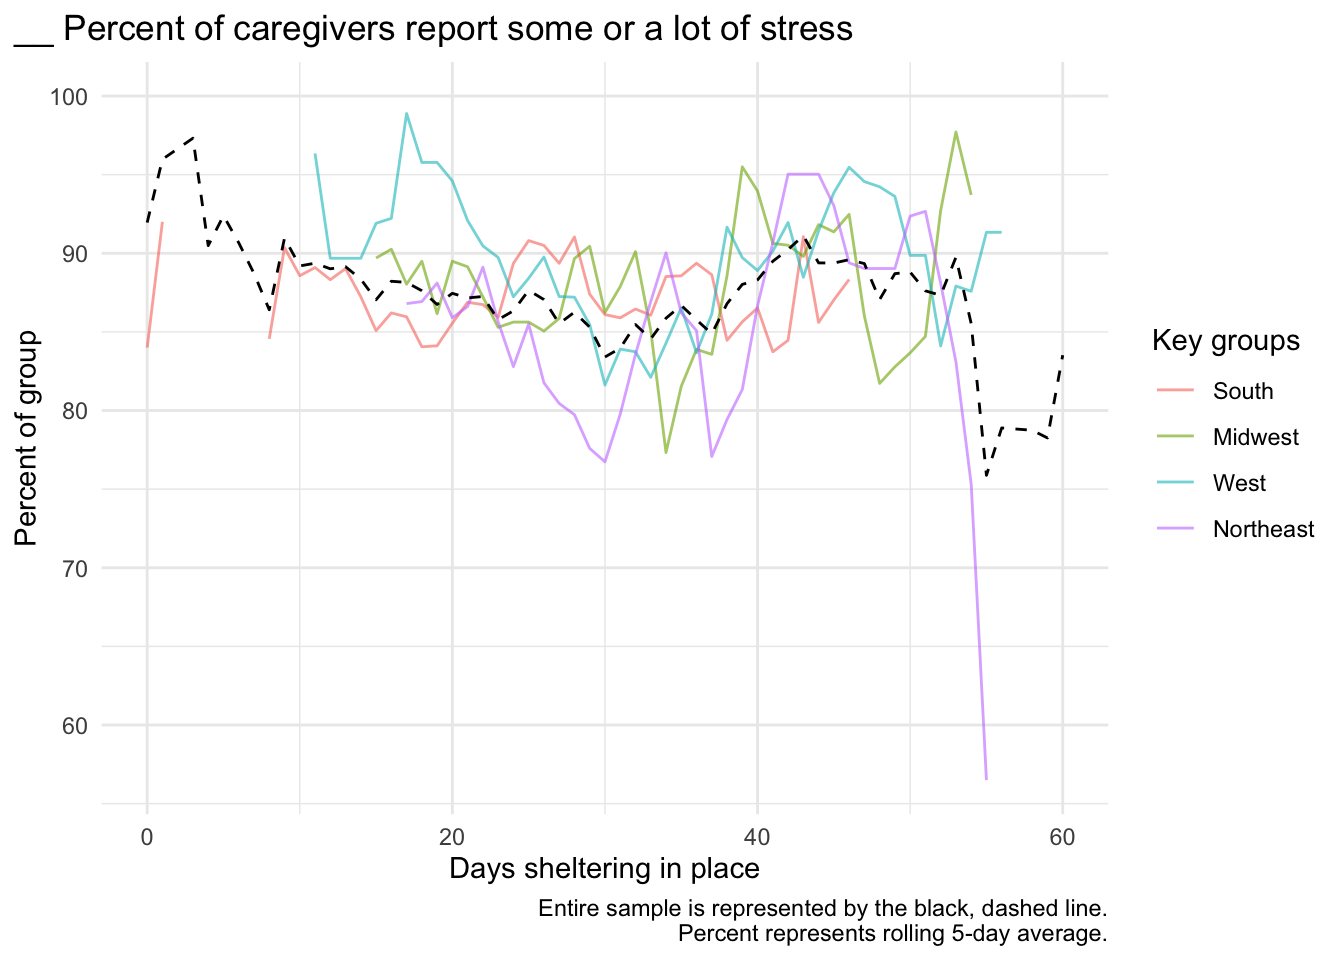 __ Percent of caregivers report some or a lot of stress
100
90
80
70
60
Percent of group
0
20
40
60
Days sheltering in place
Key groups
South
Midwest
West
Northeast
Entire sample is represented by the black, dashed line.
Percent represents rolling 5-day average.